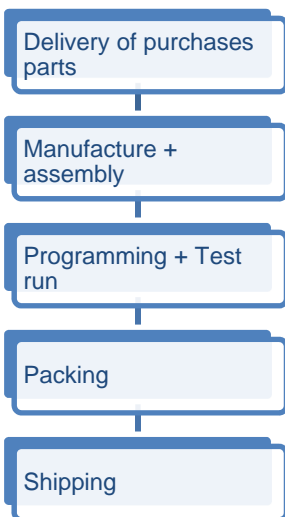 Delivery of purchases
parts
Manufacture +
assembly
Programming + Test
run
Packing
Shipping